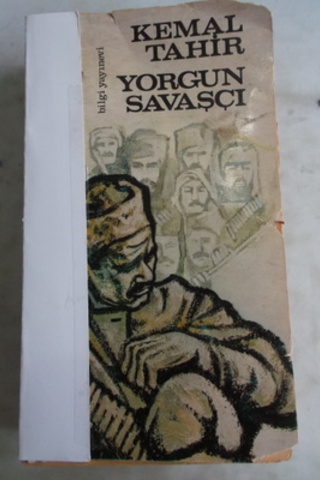 KEMAL
TAHİR
YORGUN
SAVAŞÇI
bilgi yayınevi